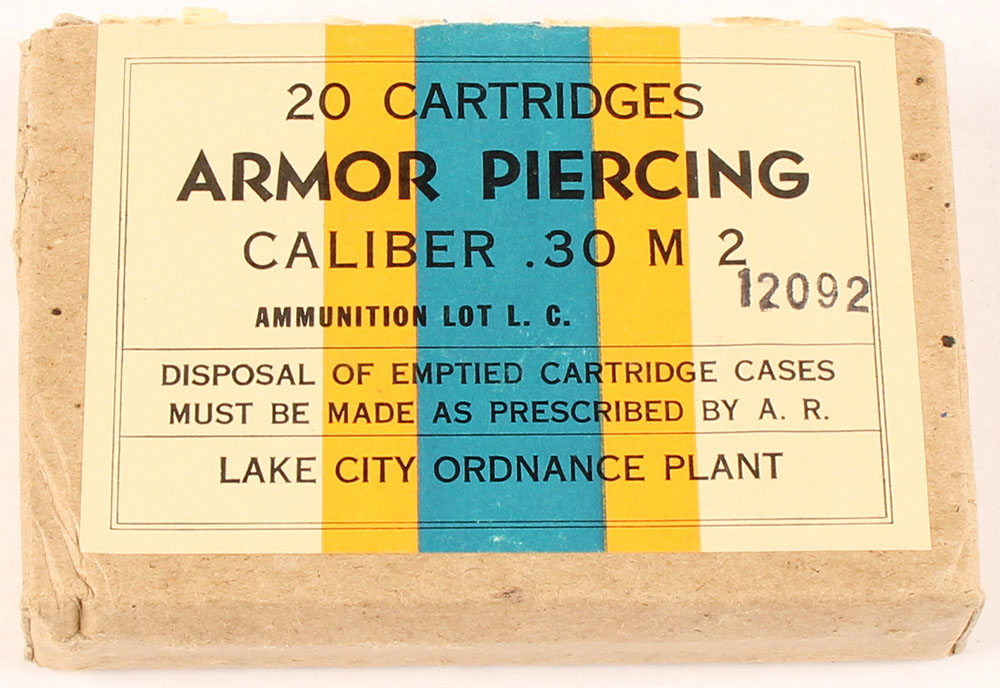 20 CARTRIDGES
ARMOR PIERCING
CALIBER .30 M 2
12092
AMMUNITION LOT L. C.
DISPOSAL OF EMPTIED CARTRIDGE CASES
MUST BE MADE AS PRESCRIBED BY A. R.
LAKE CITY ORDNANCE PLANT